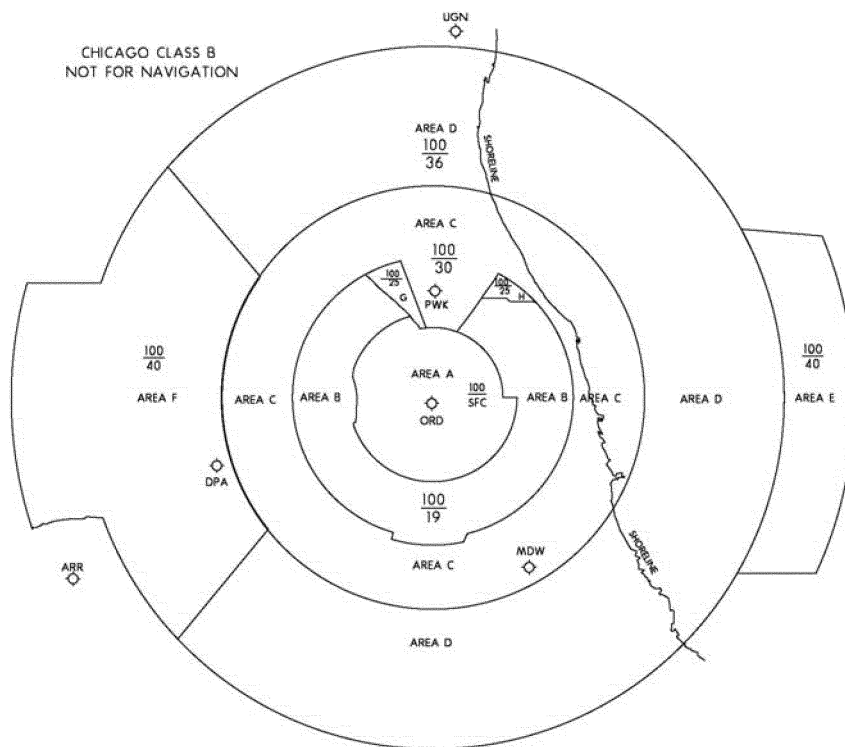 UGN
CHICAGO CLASS B
NOT FOR NAVIGATION
AREA D
100
36
SHORELINE
AREA C
100
30
100
25
G
100
25
H
PWK
100
40
AREA F
100
40
AREA E
AREA A
100
SFC
ORD
AREA C
AREA B
AREA B
AREA C
AREA D
DPA
100
19
AREA C
MDW
SHORELINE
ARR
AREA D